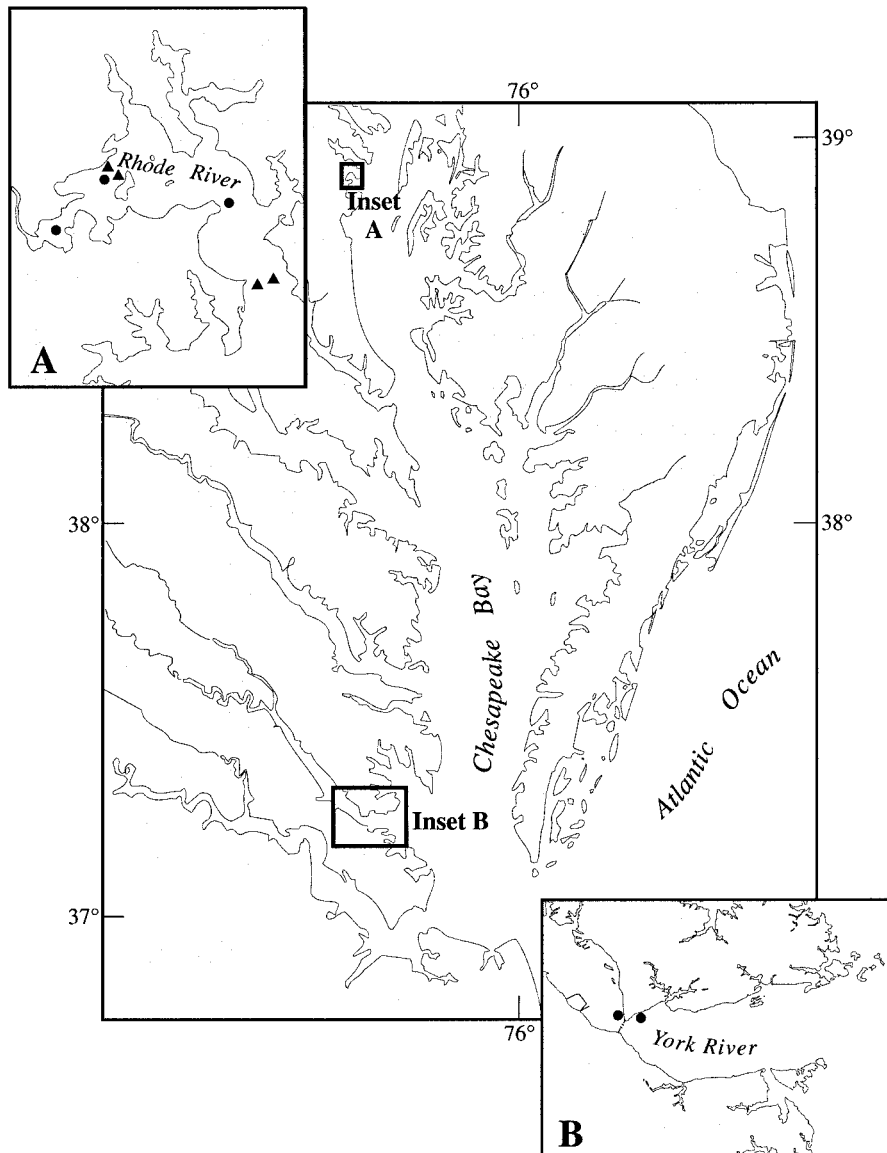 76°
39°
Rhode River
Inset
A
A
38°
38°
Chesapeake Bay
Atlantic Ocean
Inset B
37°
76°
York River
B